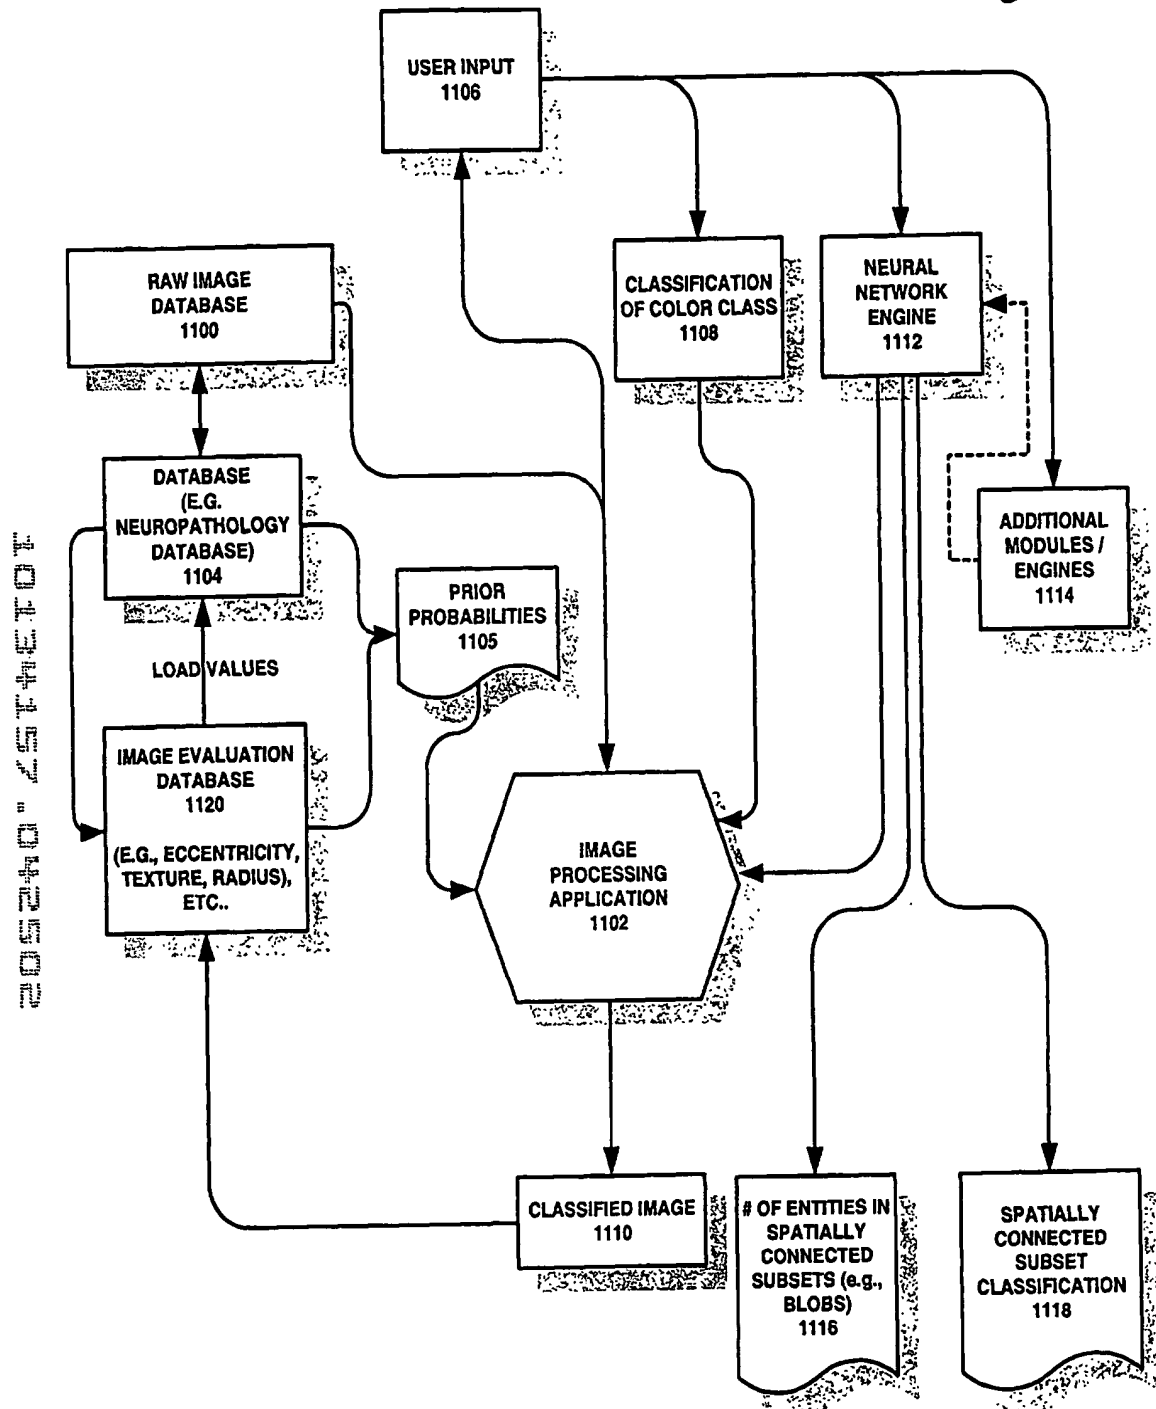 USER INPUT
1106
RAW IMAGE
DATABASE
1100
CLASSIFICATION
OF COLOR CLASS
1108
NEURAL
NETWORK
ENGINE
1112
DATABASE
(E.G.
NEUROPATHOLOGY
DATABASE)
1104
ADDITIONAL
MODULES /
ENGINES
1114
PRIOR
PROBABILITIES
1105
LOAD VALUES
IMAGE EVALUATION
DATABASE
1120
(E.G., ECCENTRICITY,
TEXTURE, RADIUS),
ETC..
IMAGE
PROCESSING
APPLICATION
1102
CLASSIFIED IMAGE
1110
# OF ENTITIES IN
SPATIALLY
CONNECTED
SUBSETS (e.g.,
BLOBS)
1116
SPATIALLY
CONNECTED
SUBSET
CLASSIFICATION
1118